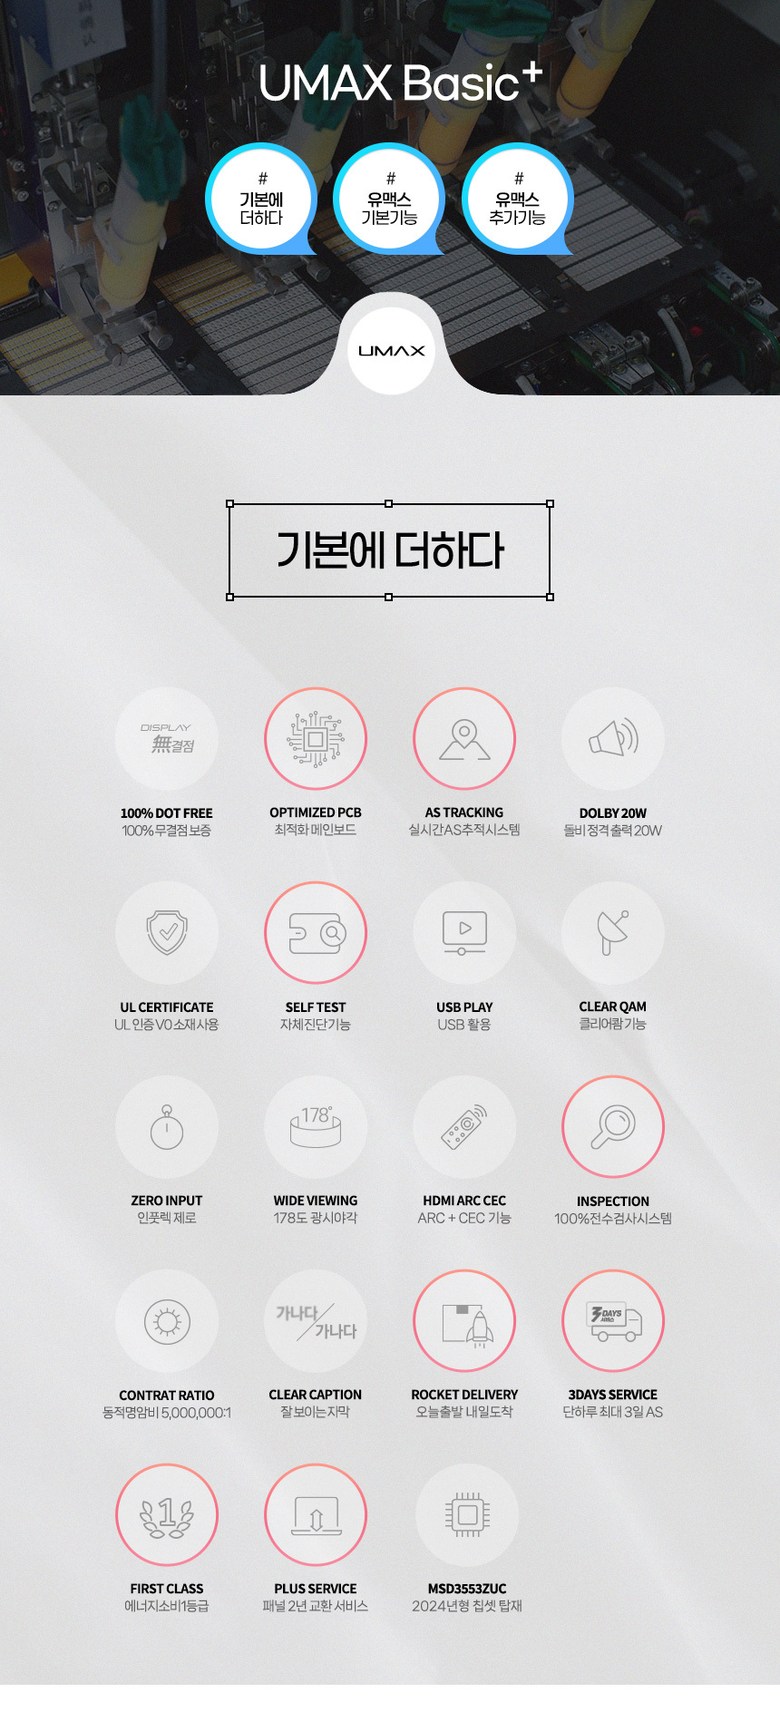 UMAX Basic+
#
기본에
더하다
#
유맥스
기본기능
#
유맥스
추가기능
UMAX
기본에 더하다
DISPLAY
無결점
100% DOT FREE
100% 무결점 보증
OPTIMIZED PCB
최적화 메인보드
AS TRACKING
실시간 AS추적시스템
DOLBY 20W
돌비 정격 출력 20W
UL CERTIFICATE
UL 인증 V0 소재 사용
SELF TEST
자체진단기능
USB PLAY
USB 활용
CLEAR QAM
클리어쾀 기능
ZERO INPUT
인풋렉 제로
178°
WIDE VIEWING
178도 광시야각
HDMI ARC CEC
ARC + CEC 기능
INSPECTION
100%전수검사시스템
CONTRAT RATIO
동적명암비 5,000,000:1
가나다
가나다
CLEAR CAPTION
잘 보이는 자막
ROCKET DELIVERY
오늘출발 내일도착
3DAYS
서비스
3DAYS SERVICE
단하루 최대 3일 AS
1
FIRST CLASS
에너지소비1등급
PLUS SERVICE
패널 2년 교환 서비스
MSD3553ZUC
2024년형 칩셋 탑재